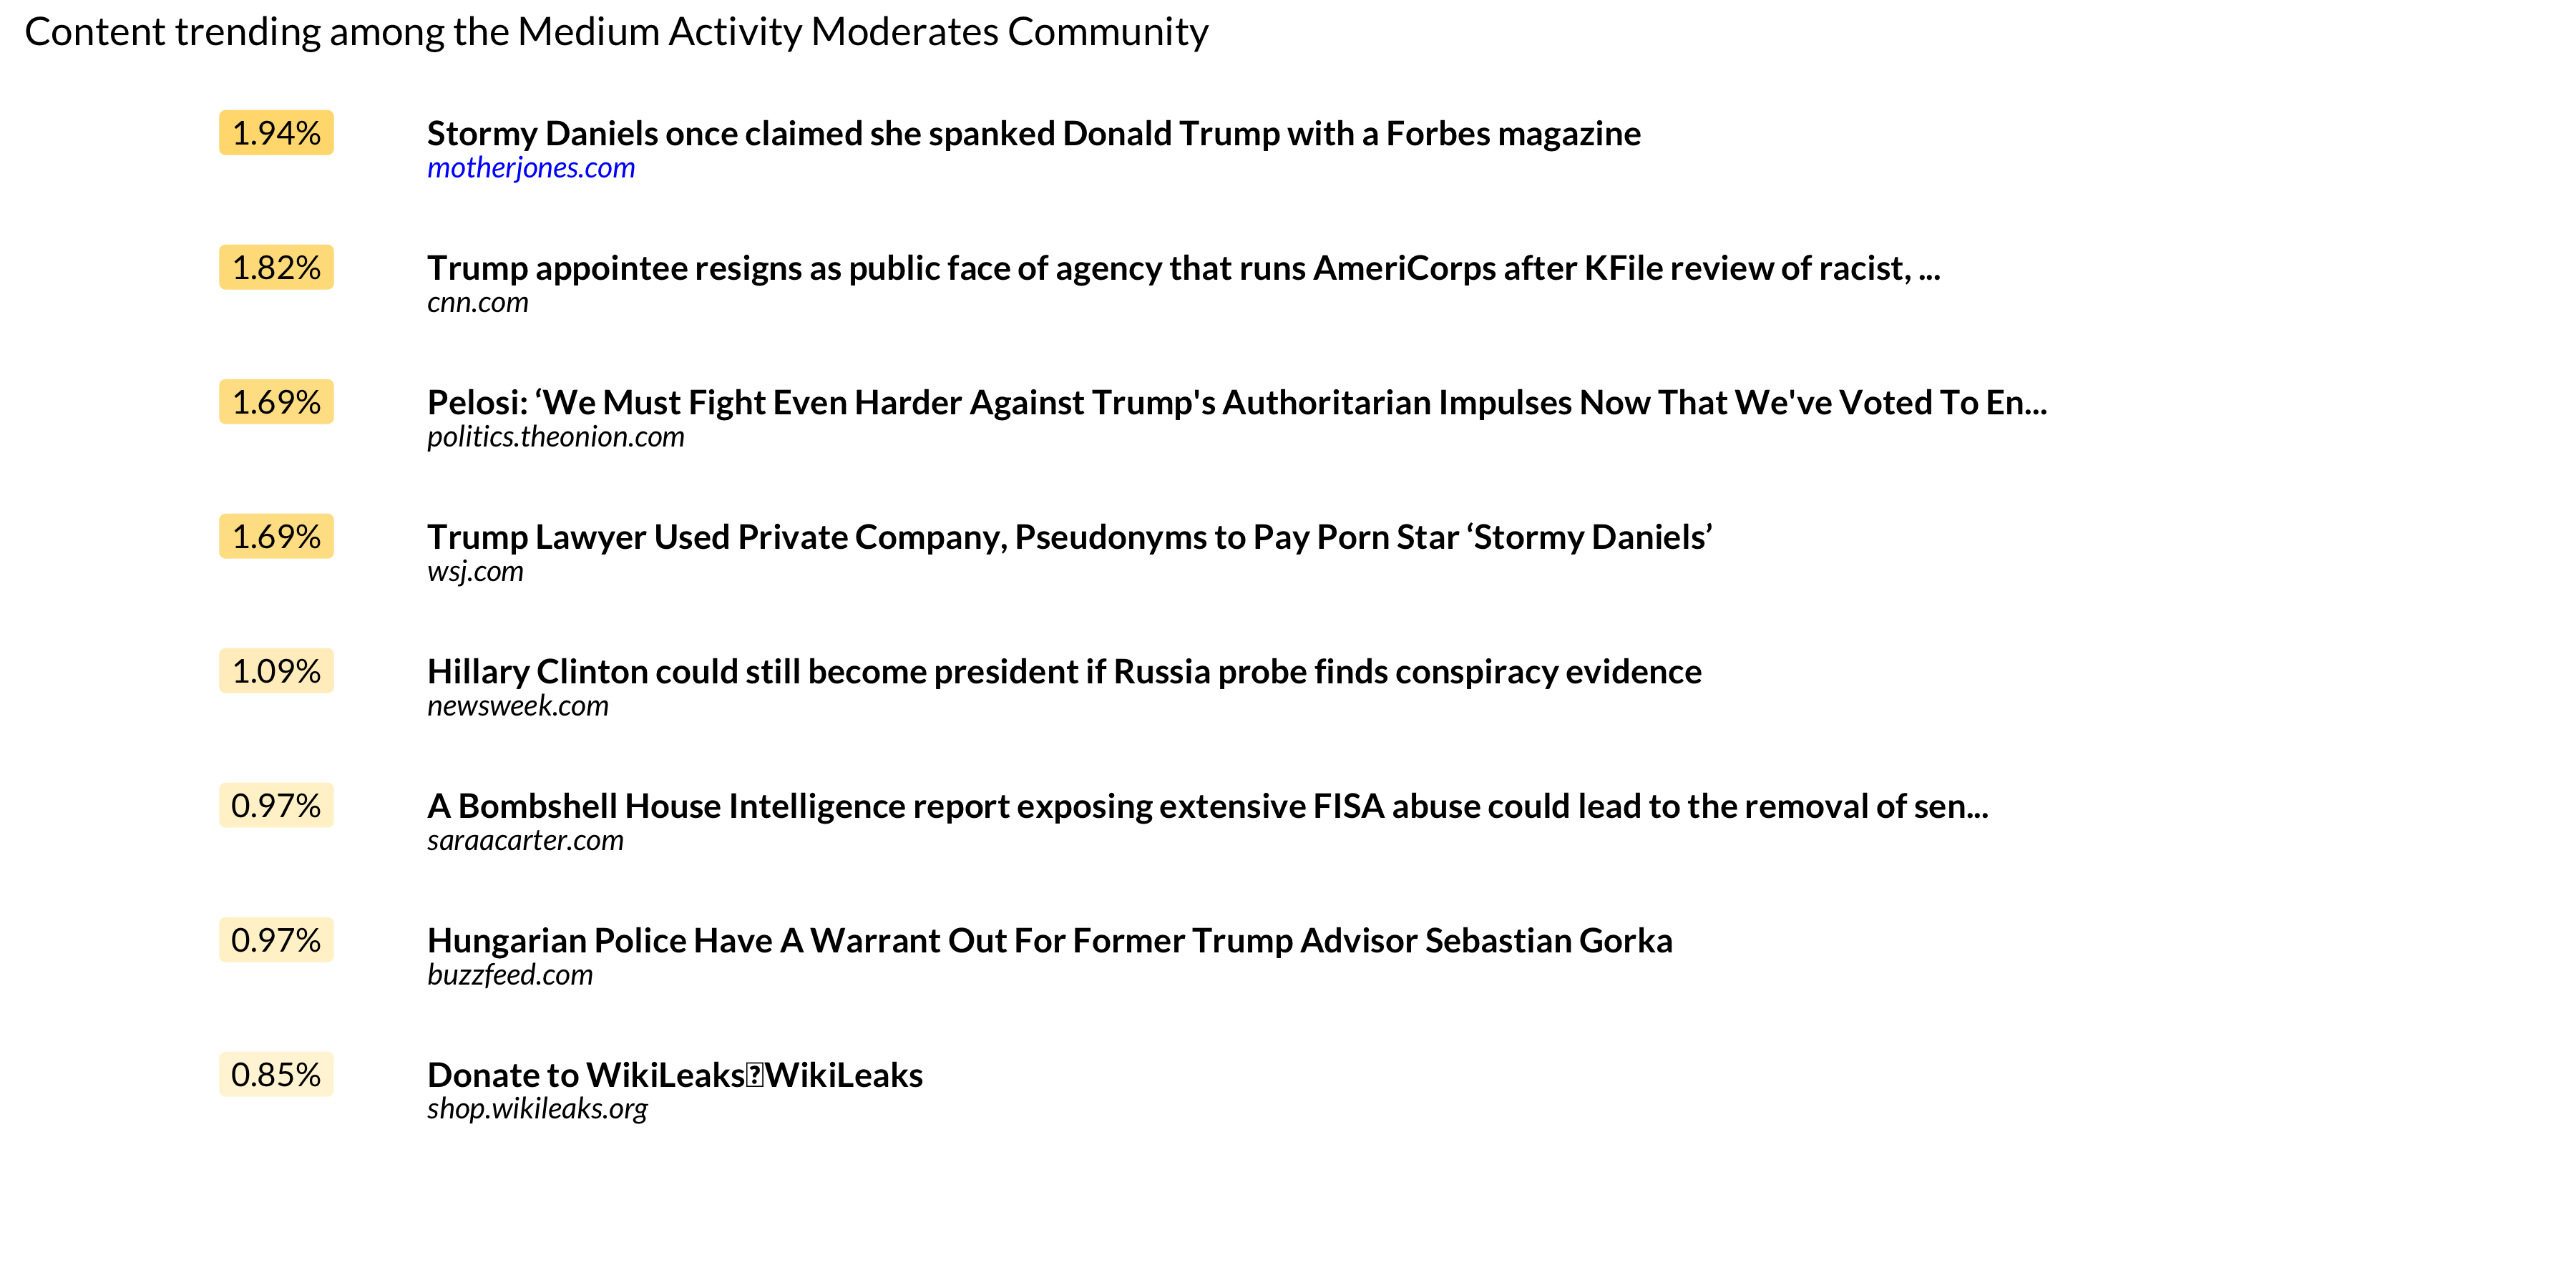 Content trending among the Medium Activity Moderates Community
1.94%
Stormy Daniels once claimed she spanked Donald Trump with a Forbes magazine
motherjones.com
1.82%
Trump appointee resigns as public face of agency that runs AmeriCorps after KFile review of racist, ...
cnn.com
1.69%
Pelosi: ‘We Must Fight Even Harder Against Trump's Authoritarian Impulses Now That We've Voted To En...
politics.theonion.com
1.69%
Trump Lawyer Used Private Company, Pseudonyms to Pay Porn Star ‘Stormy Daniels’
wsj.com
1.09%
Hillary Clinton could still become president if Russia probe finds conspiracy evidence
newsweek.com
0.97%
A Bombshell House Intelligence report exposing extensive FISA abuse could lead to the removal of sen...
saraacarter.com
0.97%
Hungarian Police Have A Warrant Out For Former Trump Advisor Sebastian Gorka
buzzfeed.com
0.85%
Donate to WikiLeaks⍰WikiLeaks
shop.wikileaks.org